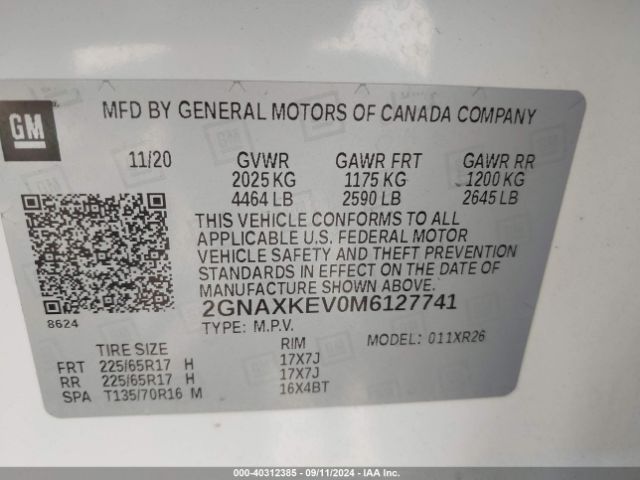 GM
MFD BY GENERAL MOTORS OF CANADA COMPANY
11/20 GVWR GAWR FRT GAWR RR
2025 KG 1175 KG 1200 KG
4464 LB 2590 LB 2645 LB
THIS VEHICLE CONFORMS TO ALL
APPLICABLE U.S. FEDERAL MOTOR
VEHICLE SAFETY AND THEFT PREVENTION
STANDARDS IN EFFECT ON THE DATE OF
MANUFACTURE SHOWN ABOVE.
8624
2GNAXKEV0M6127741
TYPE: M.P.V. MODEL: 011XR26
TIRE SIZE RIM
FRT 225/65R17 H 17X7J
RR 225/65R17 H 17X7J
SPA T135/70R16 M 16X4BT
000-40312385 - 09/11/2024 - IAAI.com